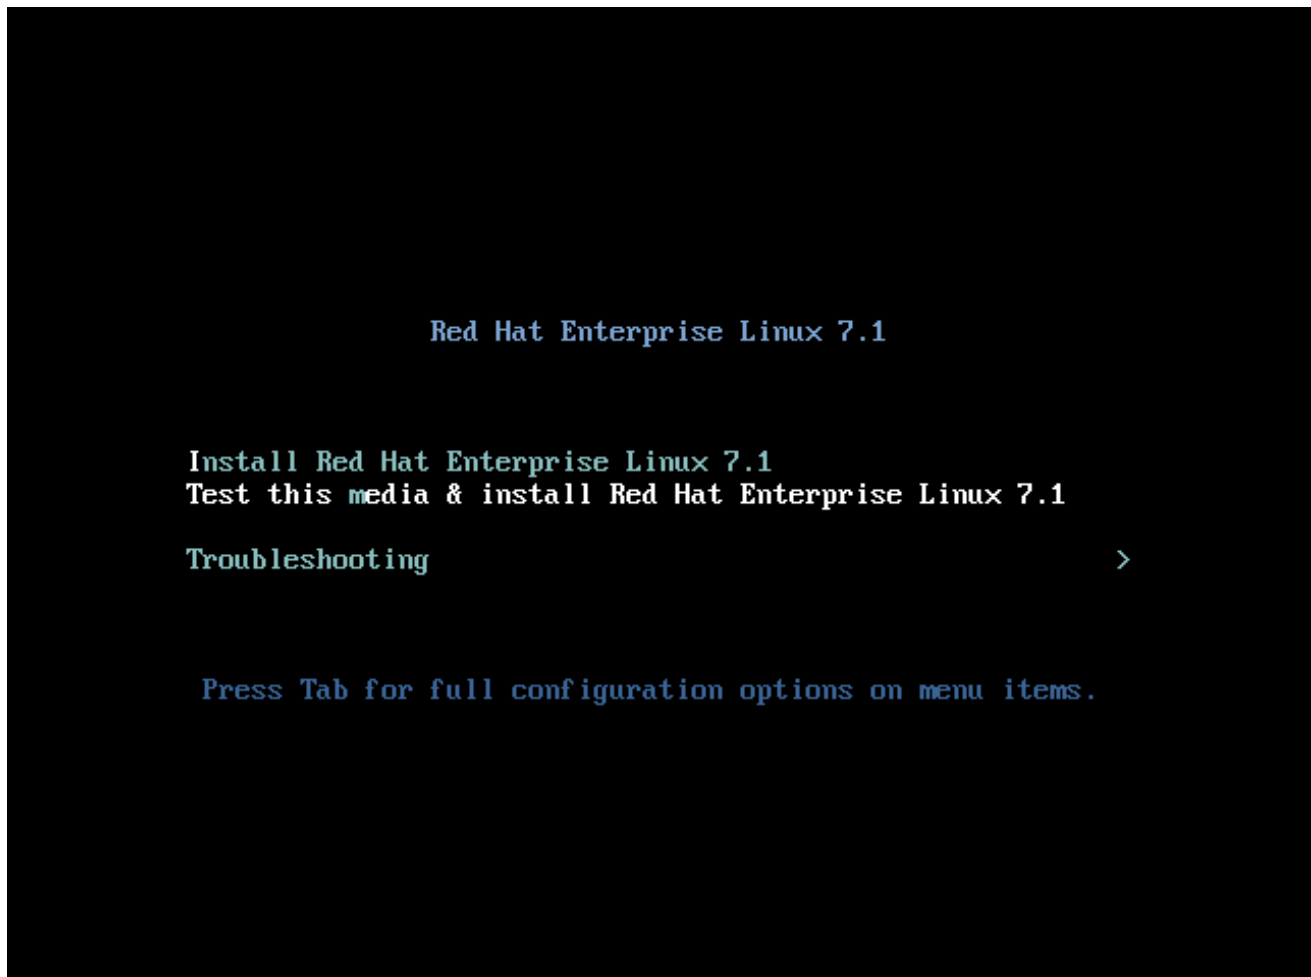 Red Hat Enterprise Linux 7.1
Install Red Hat Enterprise Linux 7.1
Test this media & install Red Hat Enterprise Linux 7.1
Troubleshooting >
Press Tab for full configuration options on menu items.